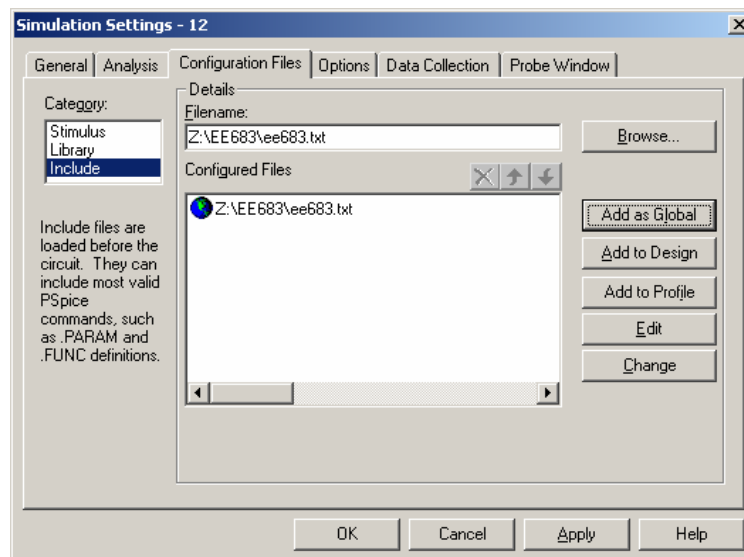 Simulation Settings - 12
General
Analysis
Configuration Files
Options
Data Collection
Probe Window
Category:
Stimulus
Library
Include
Include files are
loaded before the
circuit. They can
include most valid
PSpice
commands, such
as .PARAM and
.FUNC definitions.
Details
Filename:
Z:\EE683\ee683.txt
Browse...
Configured Files
Z:\EE683\ee683.txt
Add as Global
Add to Design
Add to Profile
Edit
Change
OK
Cancel
Apply
Help